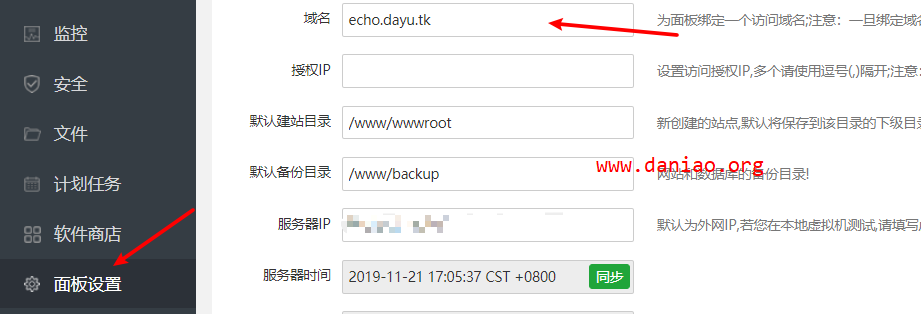 域名
echo.dayu.tk
为面板绑定一个访问域名;注意：一旦绑定域名
监控
授权IP
设置访问授权IP,多个请使用逗号(,)隔开;注意:
安全
默认建站目录
/www/wwwroot
新创建的站点,默认将保存到该目录的下级目录
文件
www.daniao.org
默认备份目录
/www/backup
网站和数据库的备份目录!
计划任务
服务器IP
默认为外网IP,若您在本地虚拟机测试,请填写
软件商店
服务器时间
2019-11-21 17:05:37 CST +0800
同步
面板设置